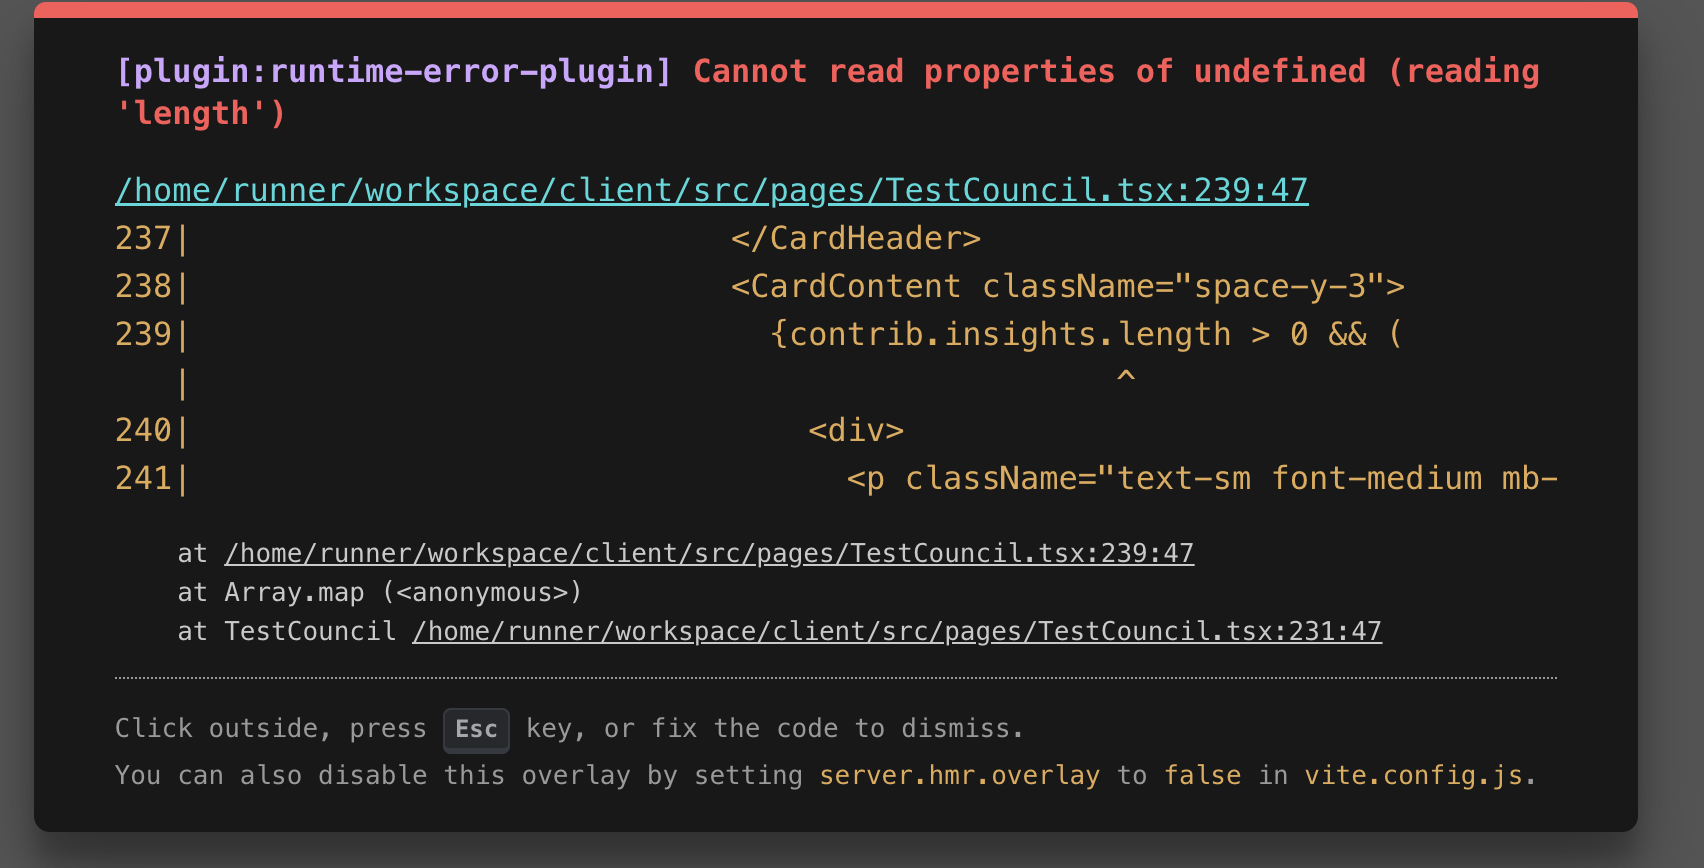 [plugin:runtime-error-plugin] Cannot read properties of undefined (reading
'length')
/home/runner/workspace/client/src/pages/TestCouncil.tsx:239:47
237|                            </CardHeader>
238|                            <CardContent className="space-y-3">
239|                              {contrib.insights.length > 0 && (
   |                                                ^
240|                                <div>
241|                                  <p className="text-sm font-medium mb-
    at /home/runner/workspace/client/src/pages/TestCouncil.tsx:239:47
    at Array.map (<anonymous>)
    at TestCouncil /home/runner/workspace/client/src/pages/TestCouncil.tsx:231:47
Click outside, press Esc key, or fix the code to dismiss.
You can also disable this overlay by setting server.hmr.overlay to false in vite.config.js.